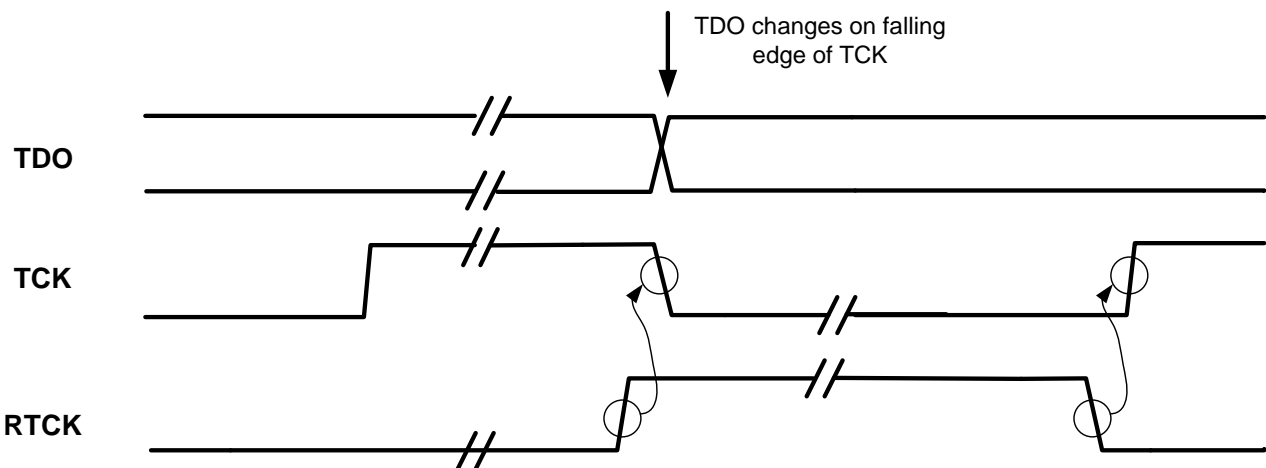 TDO changes on falling
edge of TCK
TDO
TCK
RTCK